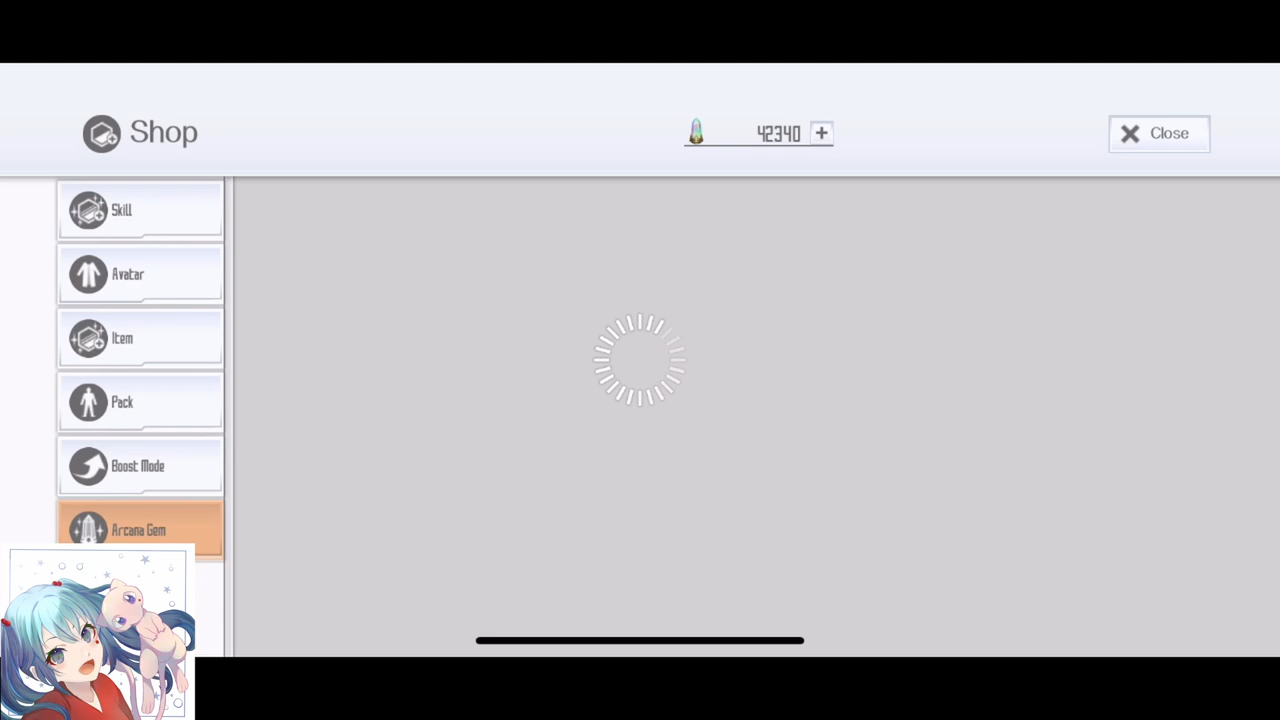 Shop
42340
Close
Skill
Avatar
Item
Pack
Boost Mode
Arcana Gem